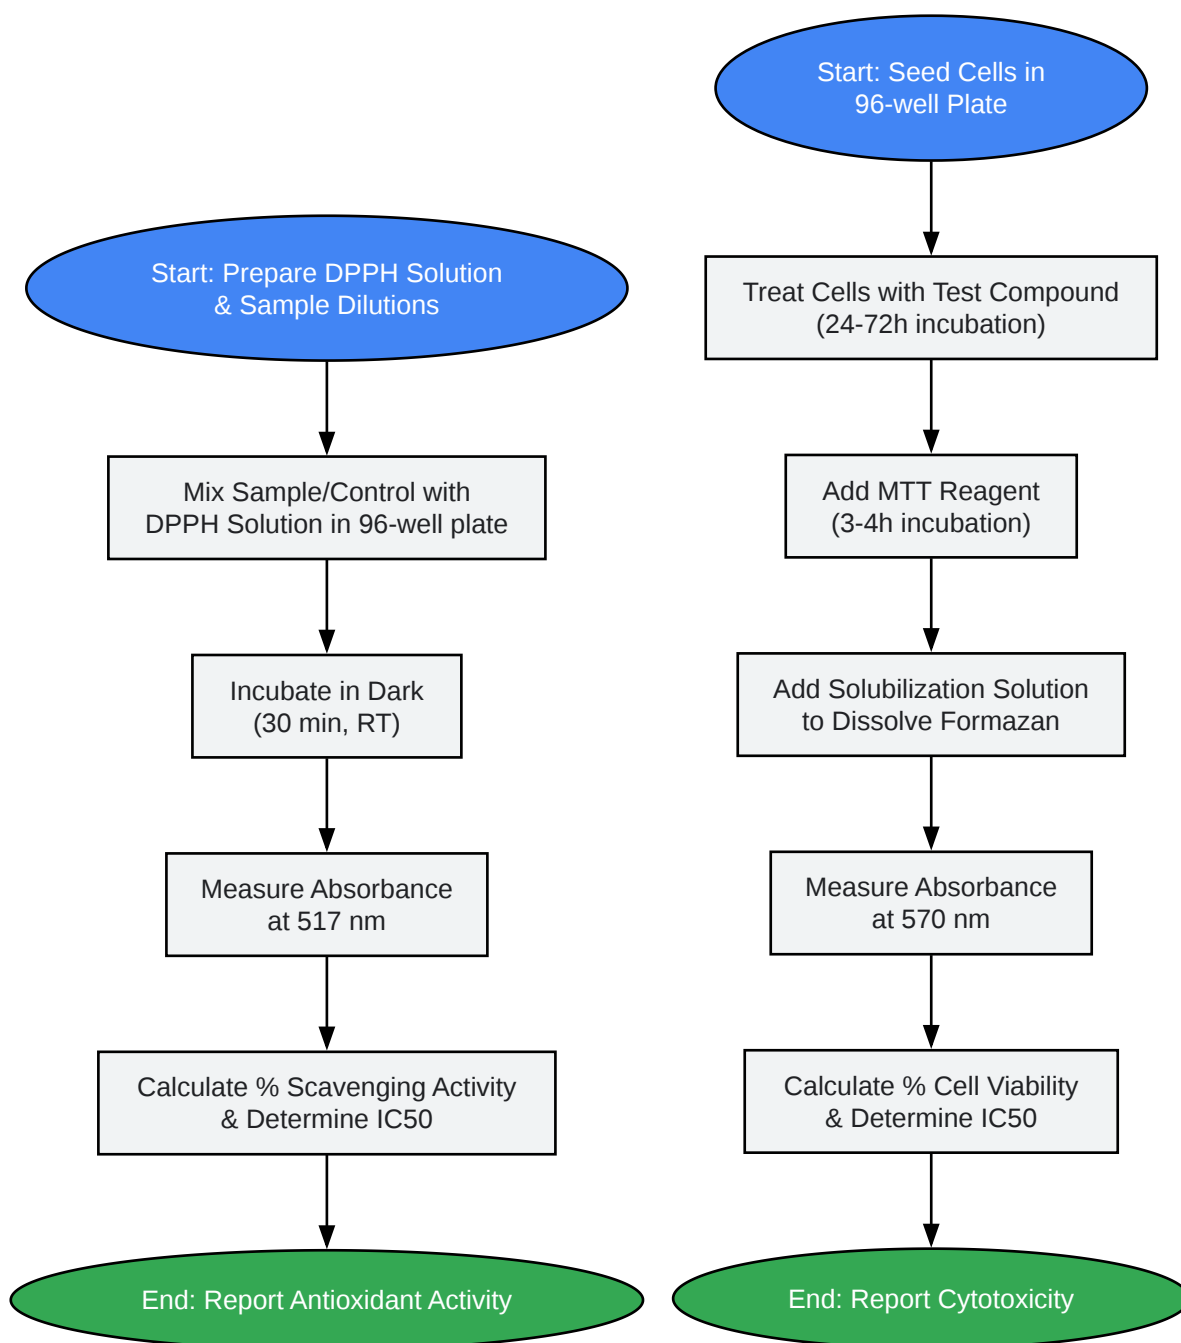 Start: Prepare DPPH Solution
& Sample Dilutions
Mix Sample/Control with
DPPH Solution in 96-well plate
Incubate in Dark
(30 min, RT)
Measure Absorbance
at 517 nm
Calculate % Scavenging Activity
& Determine IC50
End: Report Antioxidant Activity
Start: Seed Cells in
96-well Plate
Treat Cells with Test Compound
(24-72h incubation)
Add MTT Reagent
(3-4h incubation)
Add Solubilization Solution
to Dissolve Formazan
Measure Absorbance
at 570 nm
Calculate % Cell Viability
& Determine IC50
End: Report Cytotoxicity